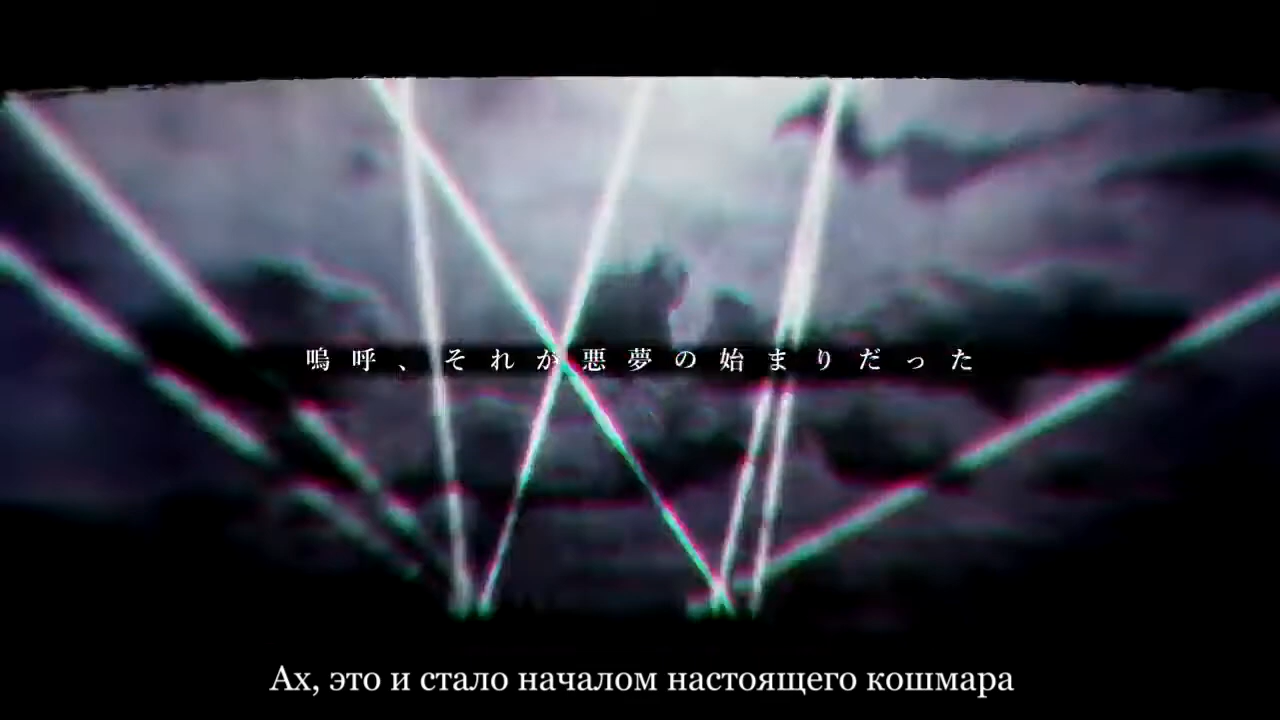 嗚呼、それが悪夢の始まりだった
Ах, это и стало началом настоящего кошмара